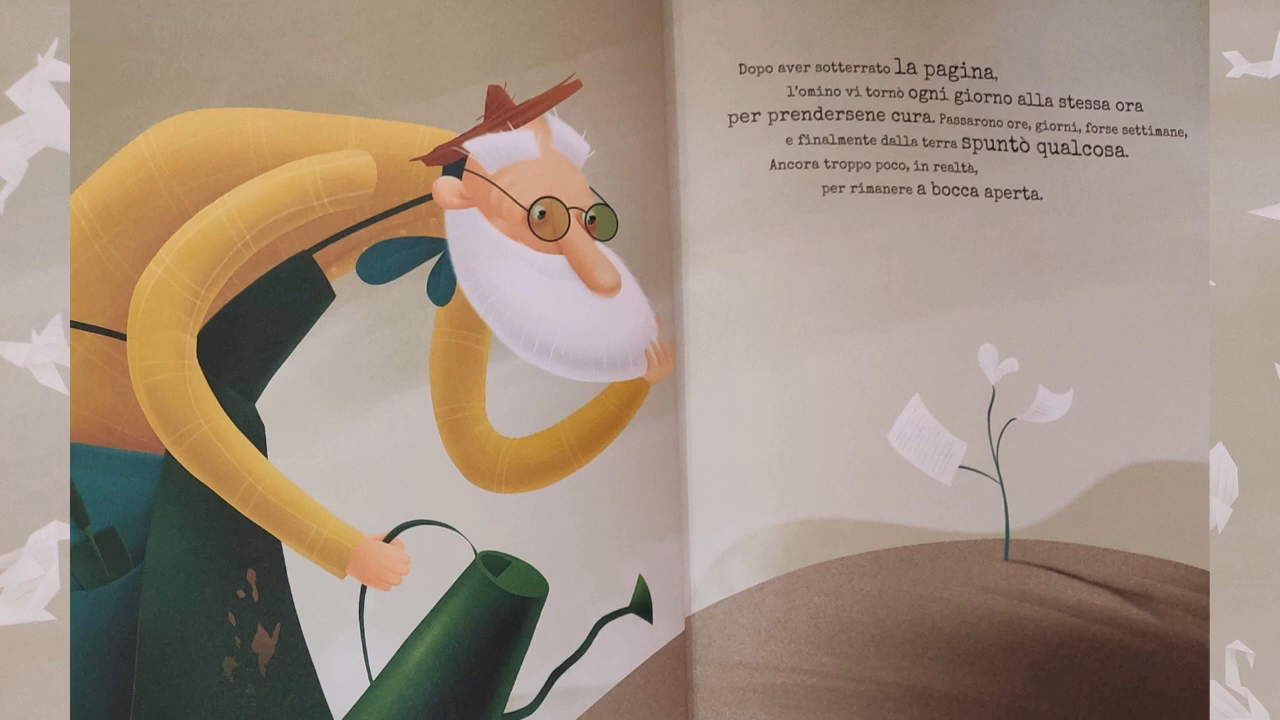 Dopo aver sotterrato la pagina,
l'omino vi tornò ogni giorno alla stessa ora
per prendersene cura. Passarono ore, giorni, forse settimane,
e finalmente dalla terra spuntò qualcosa.
Ancora troppo poco, in realtà,
per rimanere a bocca aperta.